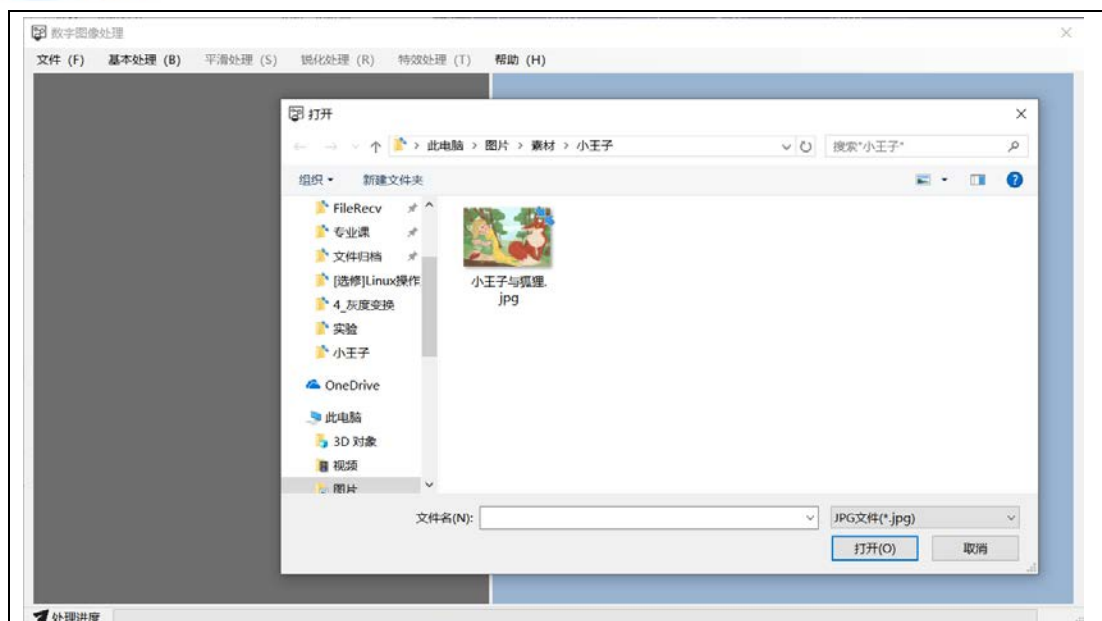 数字图像处理
文件 (F) 基本处理 (B) 平滑处理 (S) 锐化处理 (R) 特效处理 (T) 帮助 (H)
打开
此电脑 > 图片 > 素材 > 小王子
搜索"小王子"
组织 新建文件夹
FileRecv
专业课
文件归档
[选修]Linux操作
4_灰度变换
实验
小王子
OneDrive
此电脑
3D 对象
视频
图片
小王子与狐狸.
jpg
文件名(N):
JPG文件(*.jpg)
打开(O) 取消
处理进度